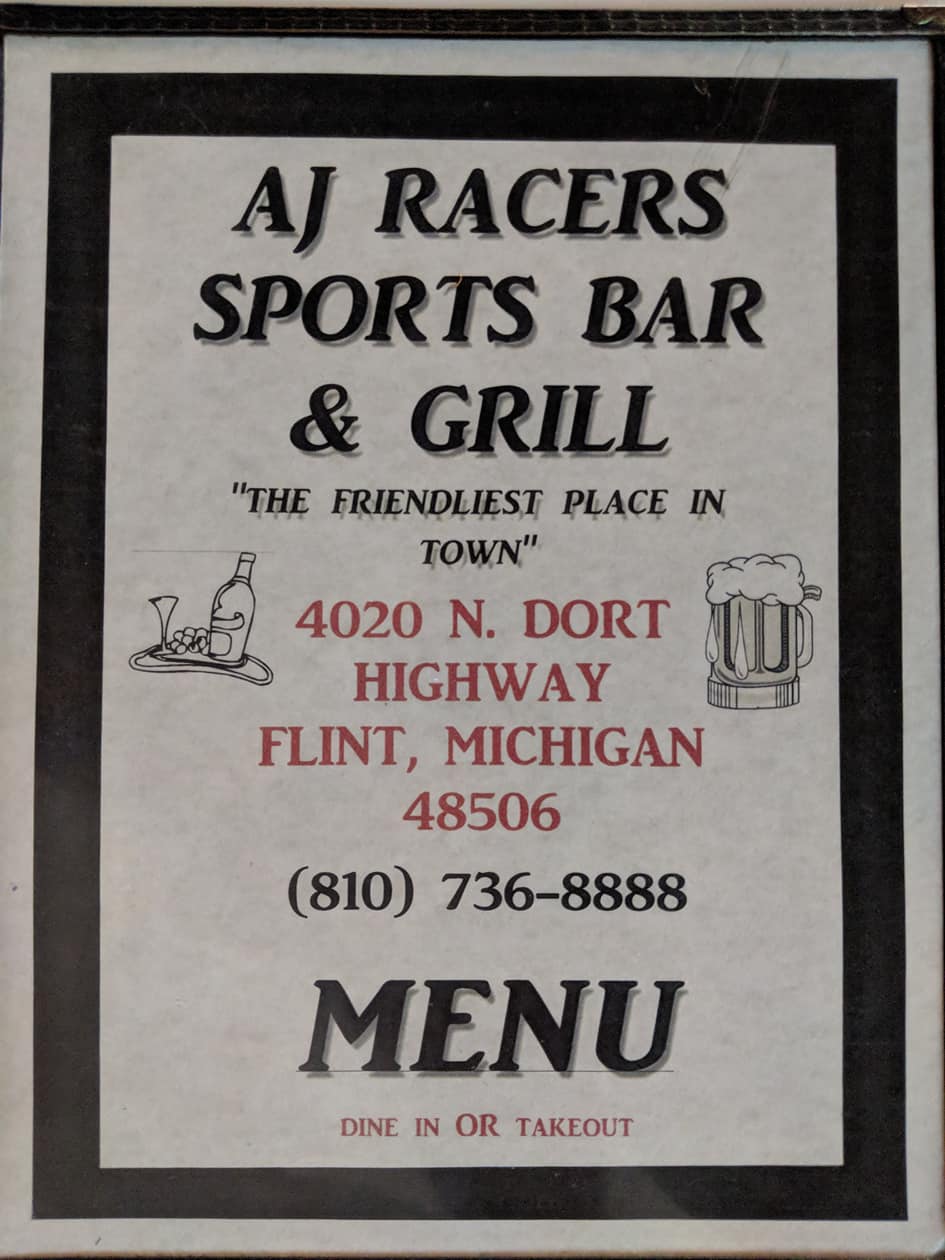 AJ RACERS
SPORTS BAR
& GRILL
"THE FRIENDLIEST PLACE IN
TOWN"
4020 N. DORT
HIGHWAY
FLINT, MICHIGAN
48506
(810) 736-8888
MENU
DINE IN OR TAKEOUT